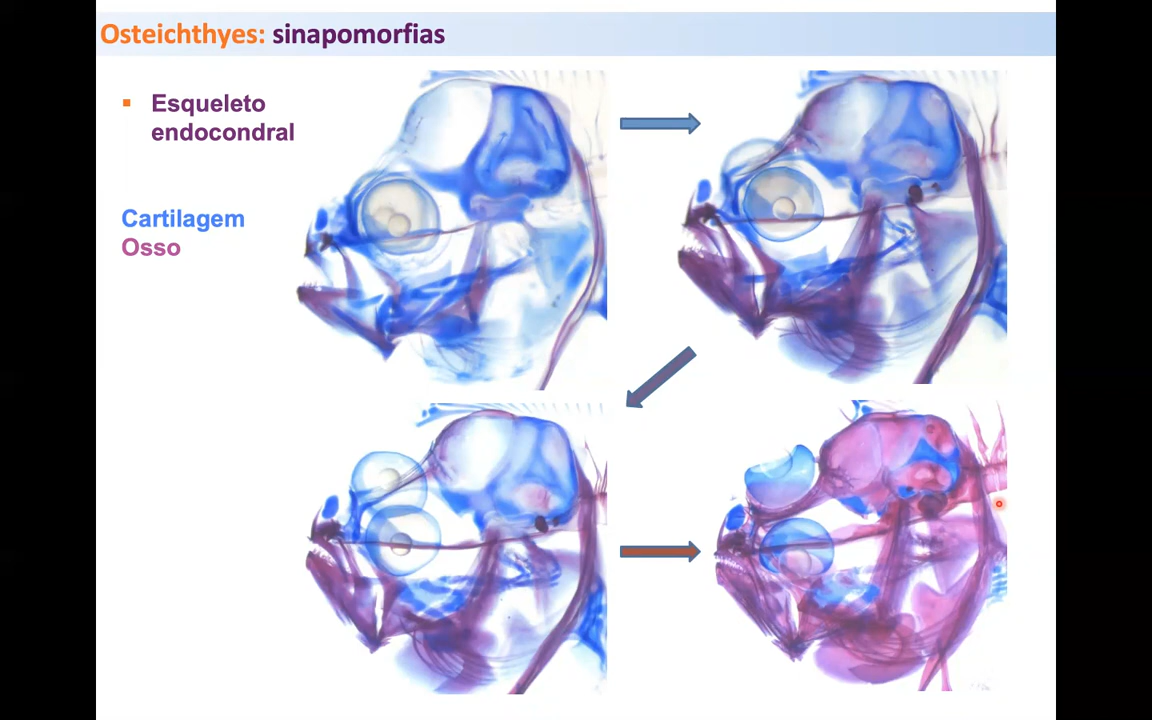 Osteichthyes: sinapomorfias
Esqueleto
endocondral
Cartilagem
Osso